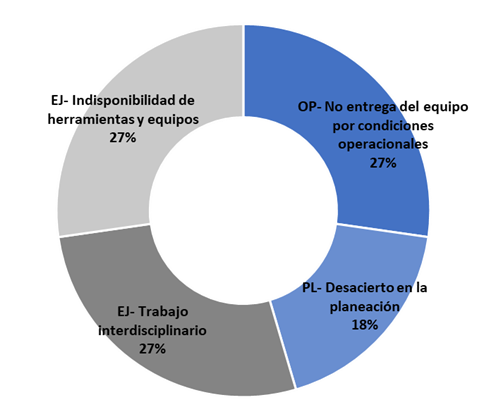 EJ- Indisponibilidad de
herramientas y equipos
27%
OP- No entrega del equipo
por condiciones
operacionales
27%
PL- Desacierto en la
planeación
18%
EJ- Trabajo
interdisciplinario
27%